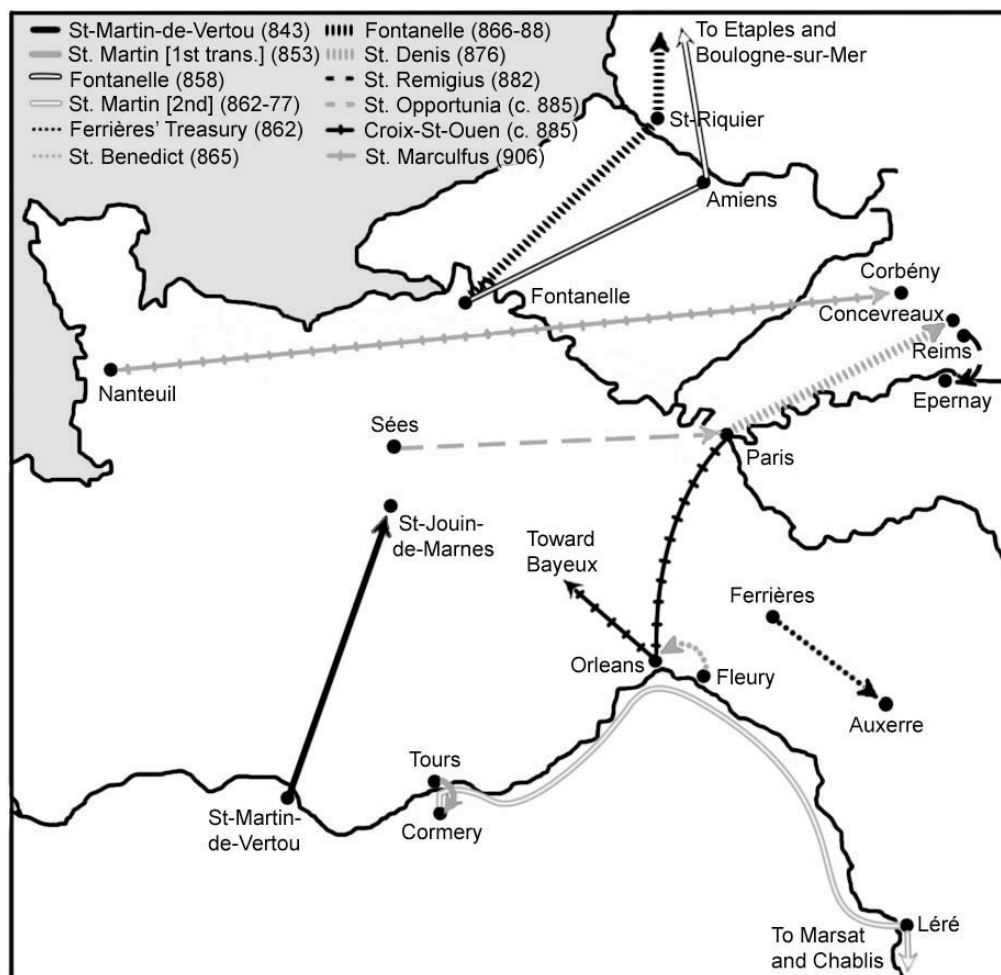 St-Martin-de-Vertou (843)
St. Martin [1st trans.] (853)
Fontanelle (858)
St. Martin [2nd] (862-77)
Ferrières' Treasury (862)
St. Benedict (865)
Fontanelle (866-88)
St. Denis (876)
St. Remigius (882)
St. Opportunia (c. 885)
Croix-St-Ouen (c. 885)
St. Marculfus (906)
To Etaples and
Boulogne-sur-Mer
St-Riquier
Amiens
Fontanelle
Corbény
Concevreaux
Reims
Epernay
Nanteuil
Sées
Paris
St-Jouin-
de-Marnes
Toward
Bayeux
Ferrières
Orleans
Fleury
Auxerre
Tours
Cormery
St-Martin-
de-Vertou
Léré
To Marsat
and Chablis